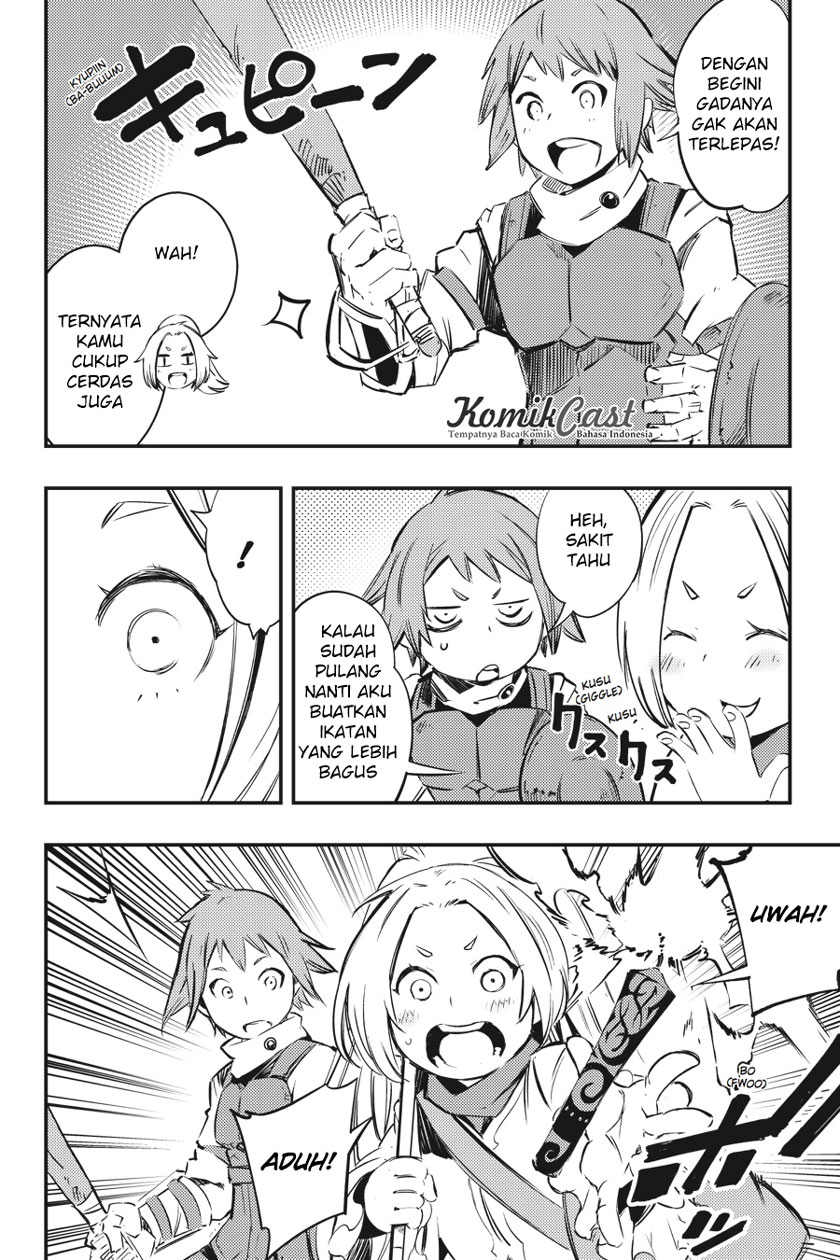 DENGAN
BEGINI
GADANYA
GAK AKAN
TERLEPAS!
キュピーン
KYUPIIN
(BA-BUUUM)
WAH!
TERNYATA
KAMU
CUKUP
CERDAS
JUGA
KomikCast
Tempatnya Baca Komik Bahasa Indonesia
HEH,
SAKIT
TAHU
KUSU
(GIGGLE)
KUSU
クスクス
KALAU
SUDAH
PULANG
NANTI AKU
BUATKAN
IKATAN
YANG LEBIH
BAGUS
!
UWAH!
BO
(FWOO)
ボッ
ADUH!